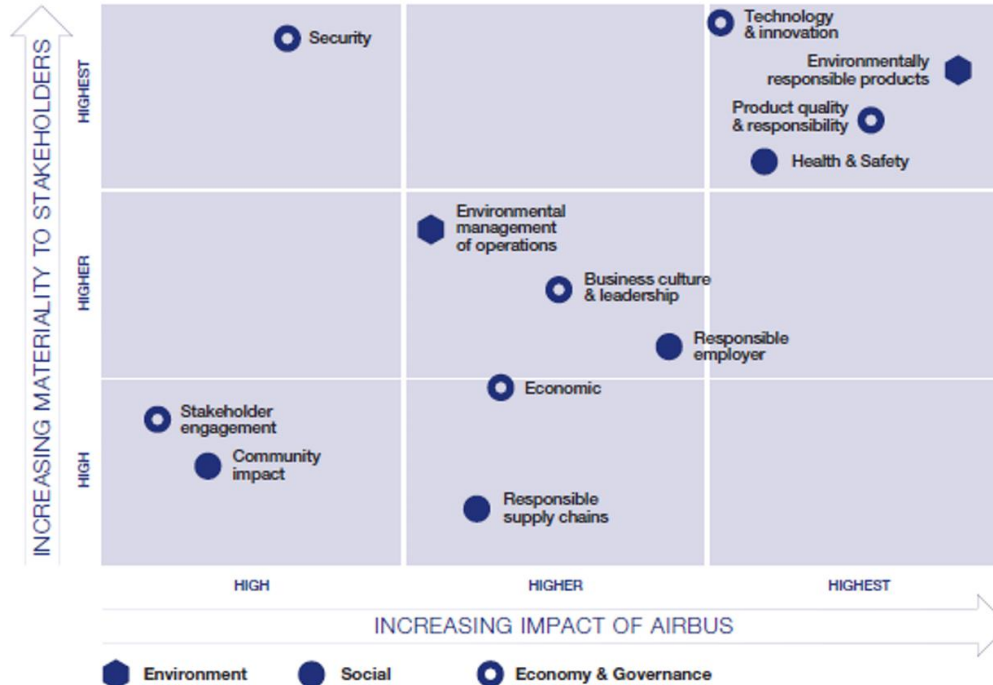 INCREASING MATERIALITY TO STAKEHOLDERS
HIGHEST
HIGHER
HIGH
Security
Technology
& innovation
Environmentally
responsible products
Product quality
& responsibility
Health & Safety
Environmental
management
of operations
Business culture
& leadership
Responsible
employer
Economic
Stakeholder
engagement
Community
impact
Responsible
supply chains
HIGH
HIGHER
HIGHEST
INCREASING IMPACT OF AIRBUS
Environment
Social
Economy & Governance